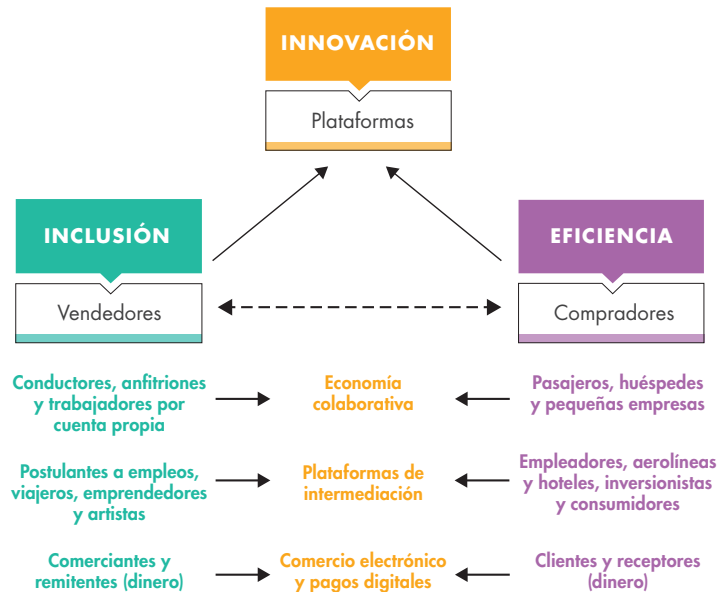 INNOVACIÓN
Plataformas
INCLUSIÓN
Vendedores
EFICIENCIA
Compradores
Conductores, anfitriones
y trabajadores por
cuenta propia
Economía
colaborativa
Pasajeros, huéspedes
y pequeñas empresas
Postulantes a empleos,
viajeros, emprendedores
y artistas
Plataformas de
intermediación
Empleadores, aerolíneas
y hoteles, inversionistas
y consumidores
Comerciantes y
remitentes (dinero)
Comercio electrónico
y pagos digitales
Clientes y receptores
(dinero)